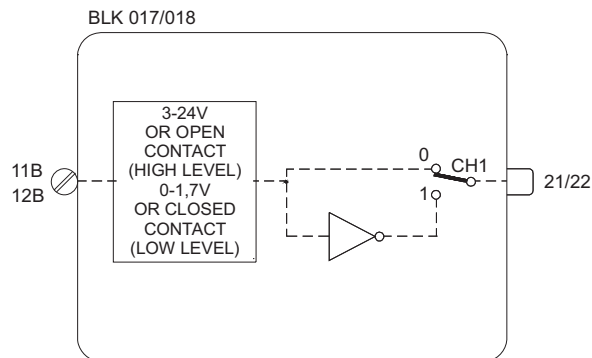 BLK 017/018
3-24V
OR OPEN
CONTACT
(HIGH LEVEL)
0-1,7V
OR CLOSED
CONTACT
(LOW LEVEL)
11B
12B
0
CH1
1
21/22